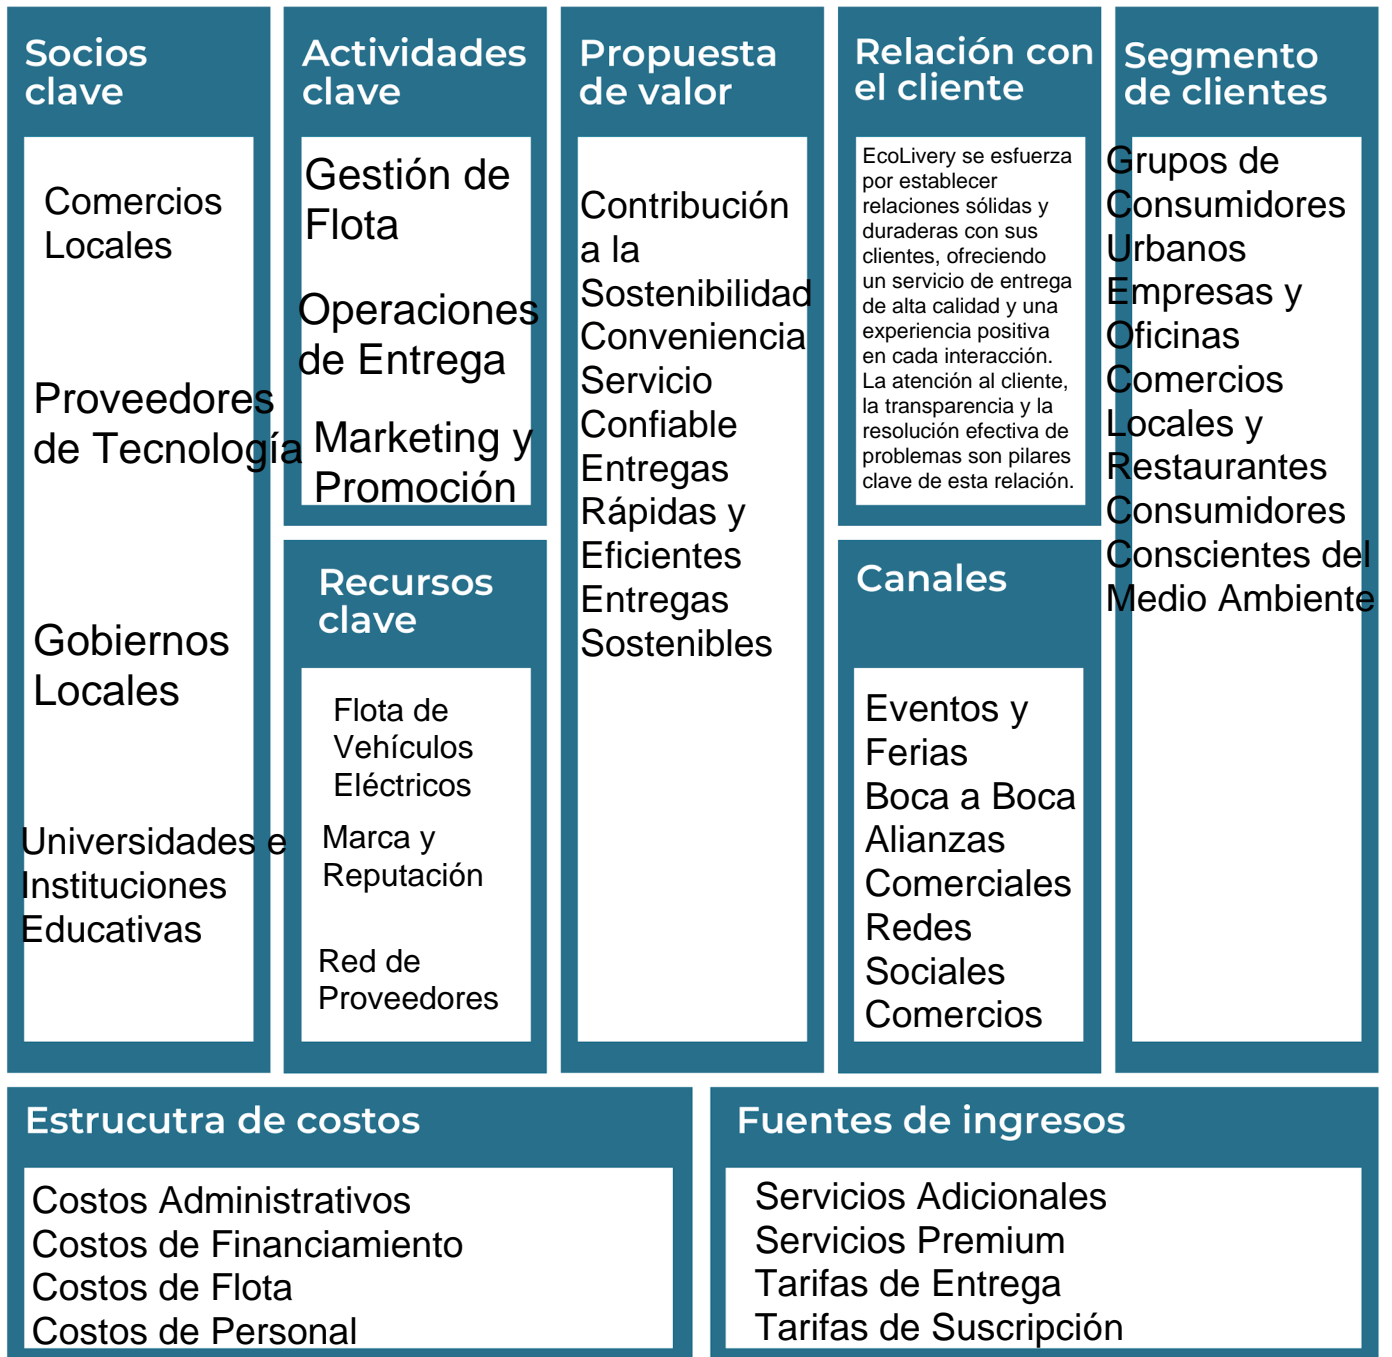 Socios
clave
Comercios
Locales
Proveedores
de Tecnología
Gobiernos
Locales
Universidades e
Instituciones
Educativas
Actividades
clave
Gestión de
Flota
Operaciones
de Entrega
Marketing y
Promoción
Recursos
clave
Flota de
Vehículos
Eléctricos
Marca y
Reputación
Red de
Proveedores
Propuesta
de valor
Contribución
a la
Sostenibilidad
Conveniencia
Servicio
Confiable
Entregas
Rápidas y
Eficientes
Entregas
Sostenibles
Relación con
el cliente
EcoLivery se esfuerza
por establecer
relaciones sólidas y
duraderas con sus
clientes, ofreciendo
un servicio de entrega
de alta calidad y una
experiencia positiva
en cada interacción.
La atención al cliente,
la transparencia y la
resolución efectiva de
problemas son pilares
clave de esta relación.
Canales
Eventos y
Ferias
Boca a Boca
Alianzas
Comerciales
Redes
Sociales
Comercios
Segmento
de clientes
Grupos de
Consumidores
Urbanos
Empresas y
Oficinas
Comercios
Locales y
Restaurantes
Consumidores
Conscientes del
Medio Ambiente
Estrucutra de costos
Costos Administrativos
Costos de Financiamiento
Costos de Flota
Costos de Personal
Fuentes de ingresos
Servicios Adicionales
Servicios Premium
Tarifas de Entrega
Tarifas de Suscripción